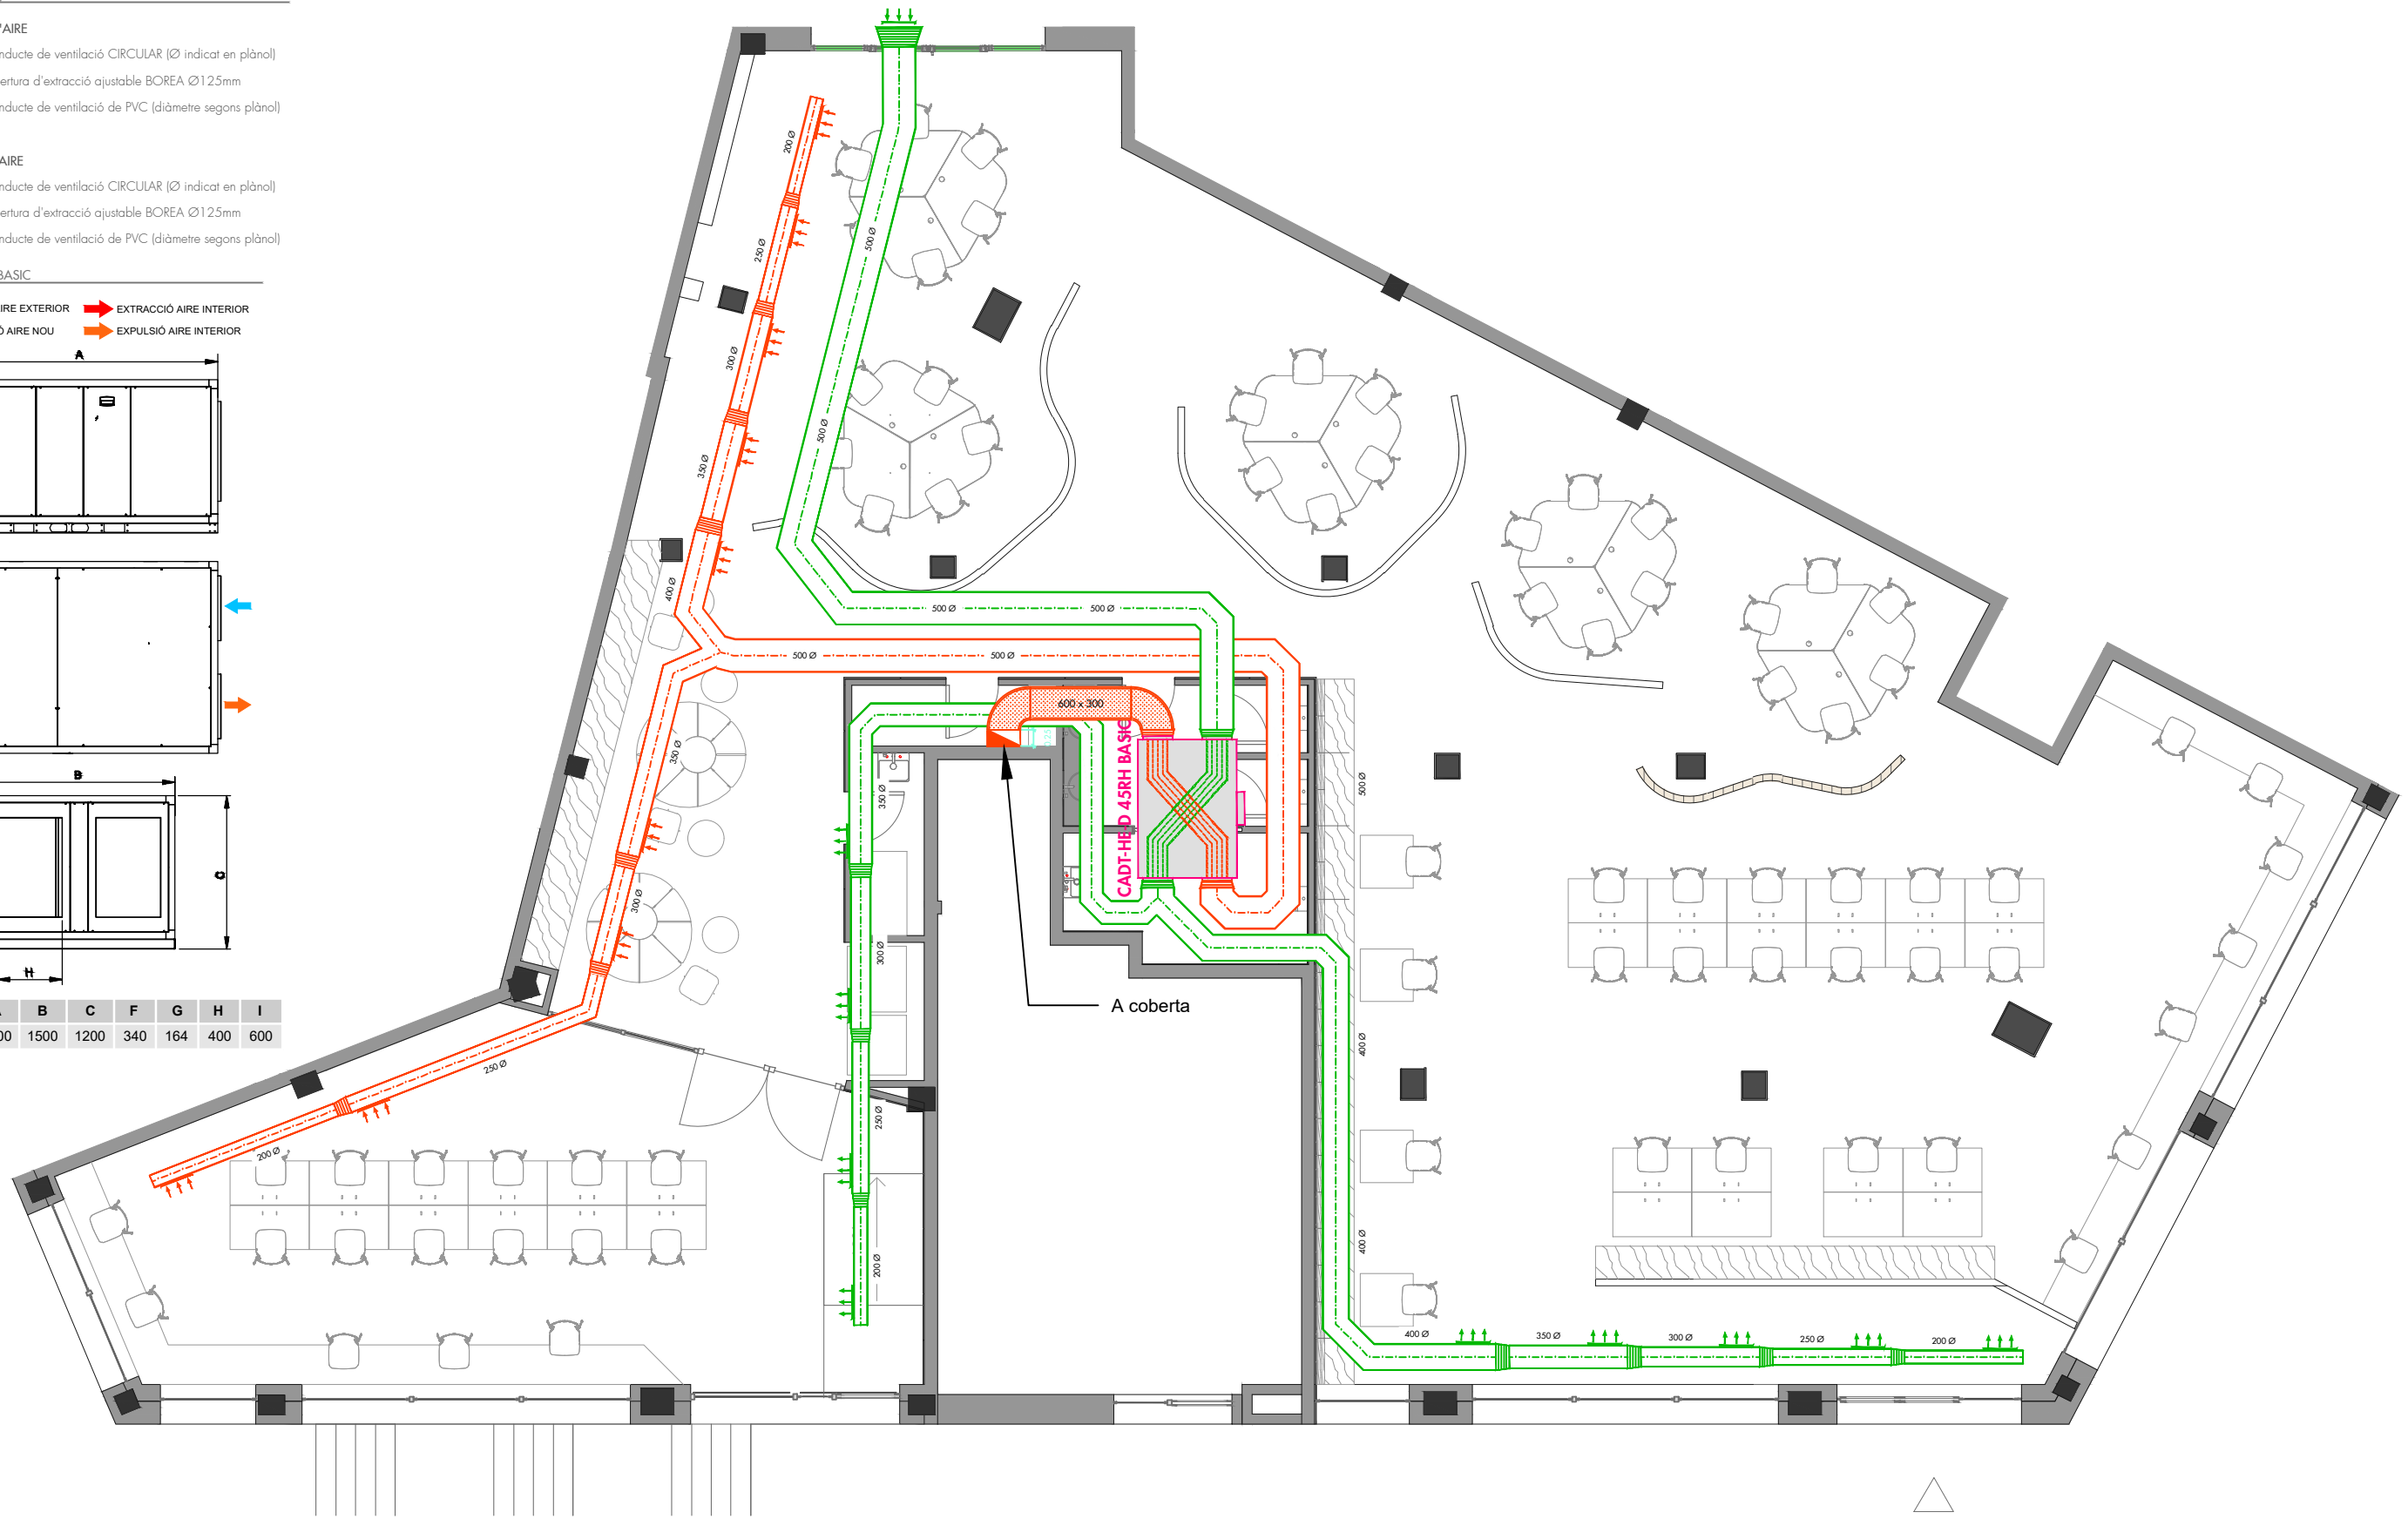 'AIRE
nducte de ventilació CIRCULAR (Ø indicat en plànol)
ertura d'extracció ajustable BOREA Ø125mm
nducte de ventilació de PVC (diàmetre segons plànol)
AIRE
nducte de ventilació CIRCULAR (Ø indicat en plànol)
ertura d'extracció ajustable BOREA Ø125mm
nducte de ventilació de PVC (diàmetre segons plànol)
BASIC
IRE EXTERIOR EXTRACCIÓ AIRE INTERIOR
Ó AIRE NOU EXPULSIÓ AIRE INTERIOR
A
B
C
H
B C F G H I
00 1500 1200 340 164 400 600
200 Ø
250 Ø
300 Ø
350 Ø
400 Ø
500 Ø
500 Ø
500 Ø 500 Ø
500 Ø 500 Ø
600 x 300
CADT-HE-D 45RH BASIC
350 Ø
300 Ø
250 Ø
200 Ø
350 Ø
300 Ø
250 Ø
200 Ø
A coberta
500 Ø
400 Ø
400 Ø
400 Ø 350 Ø 300 Ø 250 Ø 200 Ø